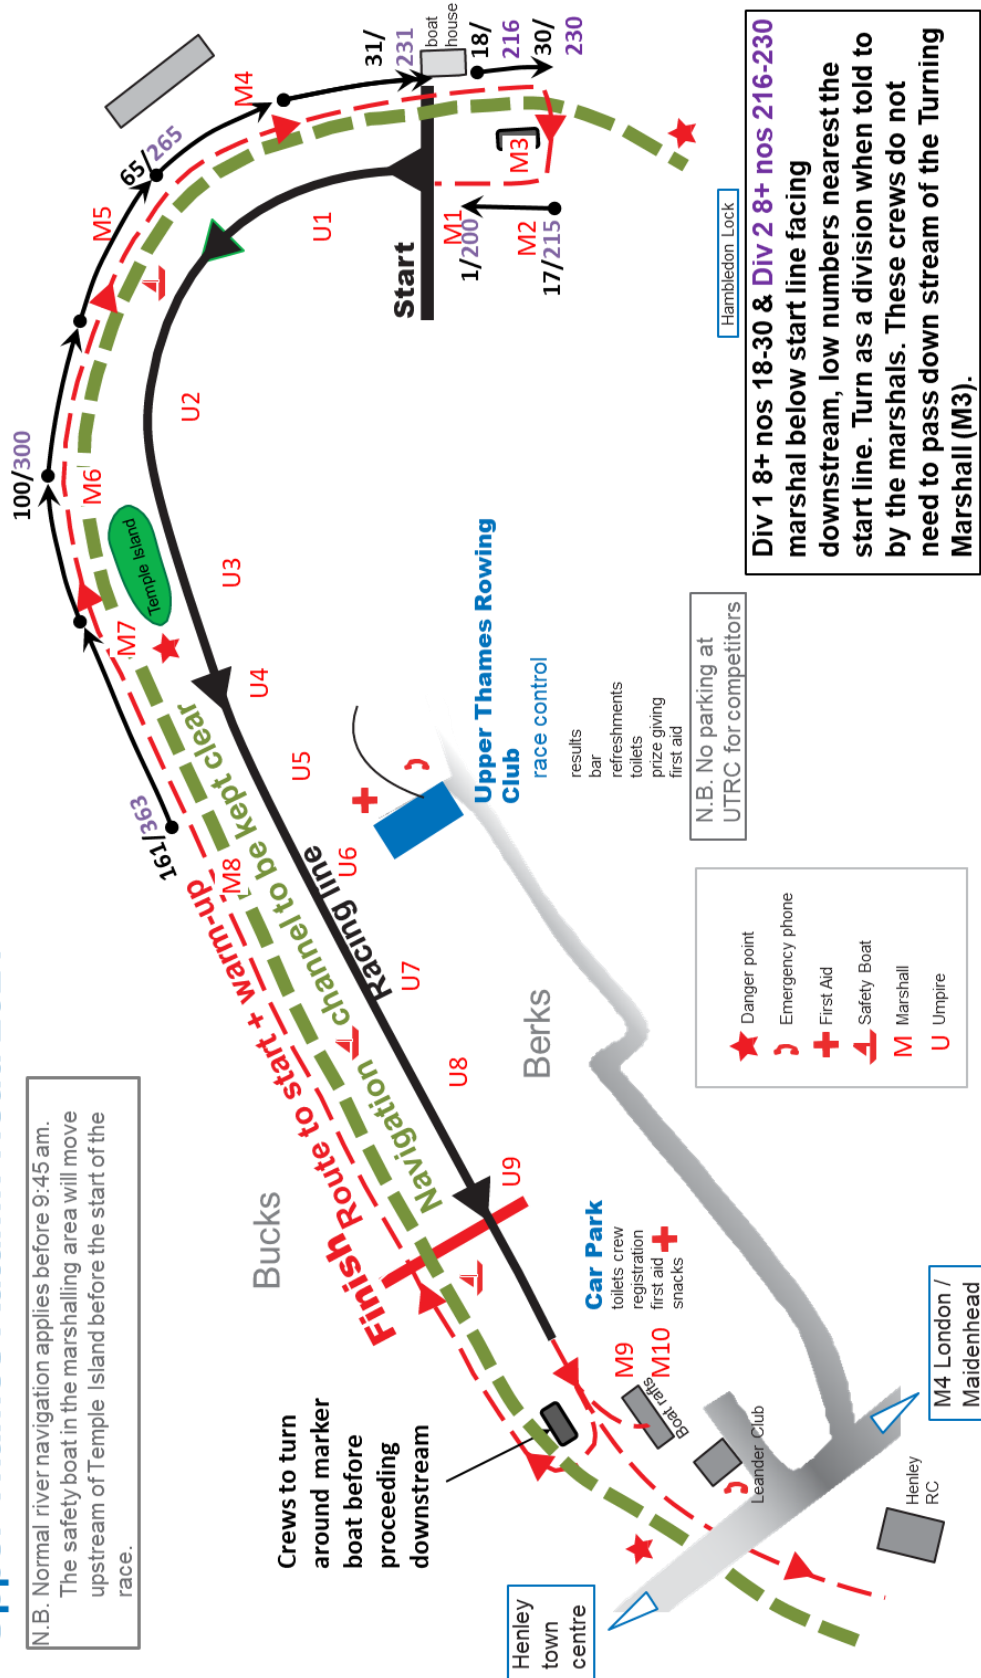 N.B. Normal river navigation applies before 9:45 am.
The safety boat in the marshalling area will move
upstream of Temple Island before the start of the
race.
Bucks
161/363
100/300
65/265
31/
231
boat
house
18/
216
30/
230
M4
M5
M6
M7
M8
Temple Island
Route to start + warm-up
Navigation channel to be kept clear
Racing line
Finish
Start
U1
U2
U3
U4
U5
U6
U7
U8
U9
M1
1/200
M2
17/215
M3
Hambledon Lock
Crews to turn
around marker
boat before
proceeding
downstream
Berks
Upper Thames Rowing
Club
race control
results
bar
refreshments
toilets
prize giving
first aid
N.B. No parking at
UTRC for competitors
Car Park
toilets crew
registration
first aid
snacks
M9
M10
Boat rafts
Leander Club
Henley
RC
Henley
town
centre
M4 London /
Maidenhead
Danger point
Emergency phone
First Aid
Safety Boat
M Marshall
U Umpire
Div 1 8+ nos 18-30 & Div 2 8+ nos 216-230
marshal below start line facing
downstream, low numbers nearest the
start line. Turn as a division when told to
by the marshals. These crews do not
need to pass down stream of the Turning
Marshall (M3).